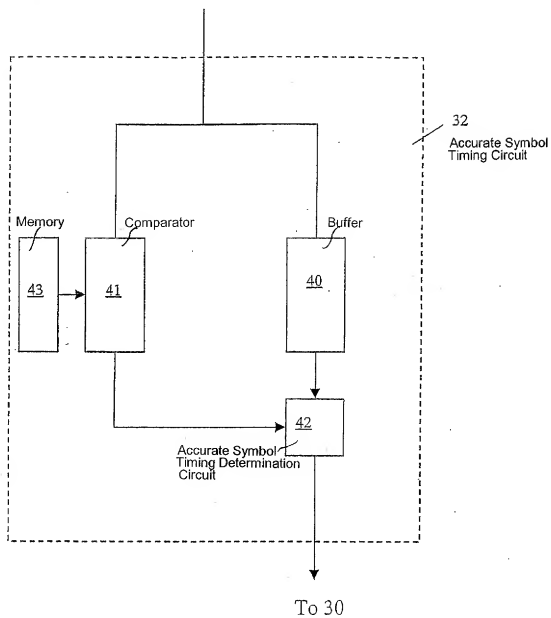 32
Accurate Symbol
Timing Circuit
Memory
Comparator
Buffer
43
41
40
42
Accurate Symbol
Timing Determination
Circuit
To 30